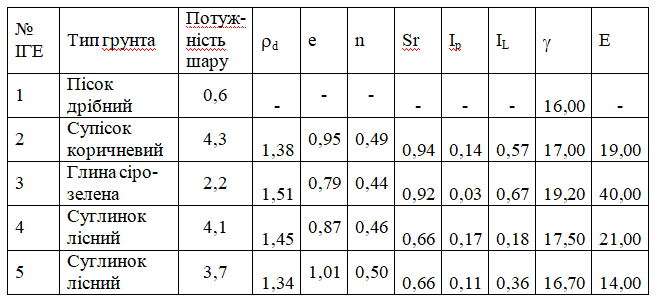 № ІГЕ Тип грунта Потуж-ність шару ρd e n Sr Ip IL γ E
1 Пісок дрібний 0,6 - - - - - - 16,00 -
2 Супісок коричневий 4,3 1,38 0,95 0,49 0,94 0,14 0,57 17,00 19,00
3 Глина сіро-зелена 2,2 1,51 0,79 0,44 0,92 0,03 0,67 19,20 40,00
4 Суглинок лісний 4,1 1,45 0,87 0,46 0,66 0,17 0,18 17,50 21,00
5 Суглинок лісний 3,7 1,34 1,01 0,50 0,66 0,11 0,36 16,70 14,00